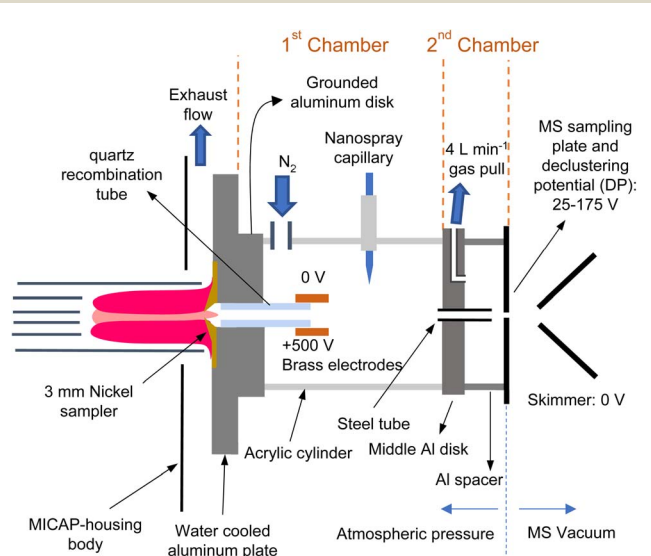 1st Chamber
2nd Chamber
Exhaust
flow
Grounded
aluminum disk
quartz
recombination
tube
N2
Nanospray
capillary
4 L min-1
gas pull
MS sampling
plate and
declustering
potential (DP):
25-175 V
0 V
+500 V
Brass electrodes
3 mm Nickel
sampler
Skimmer: 0 V
Steel tube
Acrylic cylinder
Middle Al disk
Al spacer
MICAP-housing
body
Water cooled
aluminum plate
Atmospheric pressure
MS Vacuum